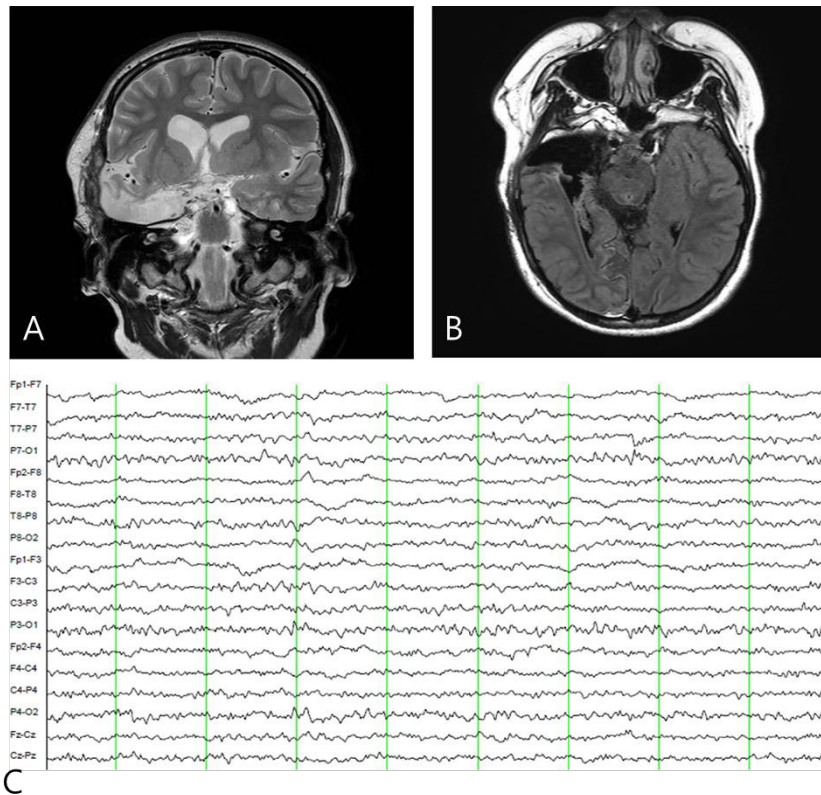 A
B
Fp1-F7
F7-T7
T7-P7
P7-O1
Fp2-F8
F8-T8
T8-P8
P8-O2
Fp1-F3
F3-C3
C3-P3
P3-O1
Fp2-F4
F4-C4
C4-P4
P4-O2
Fz-Cz
Cz-Pz
C